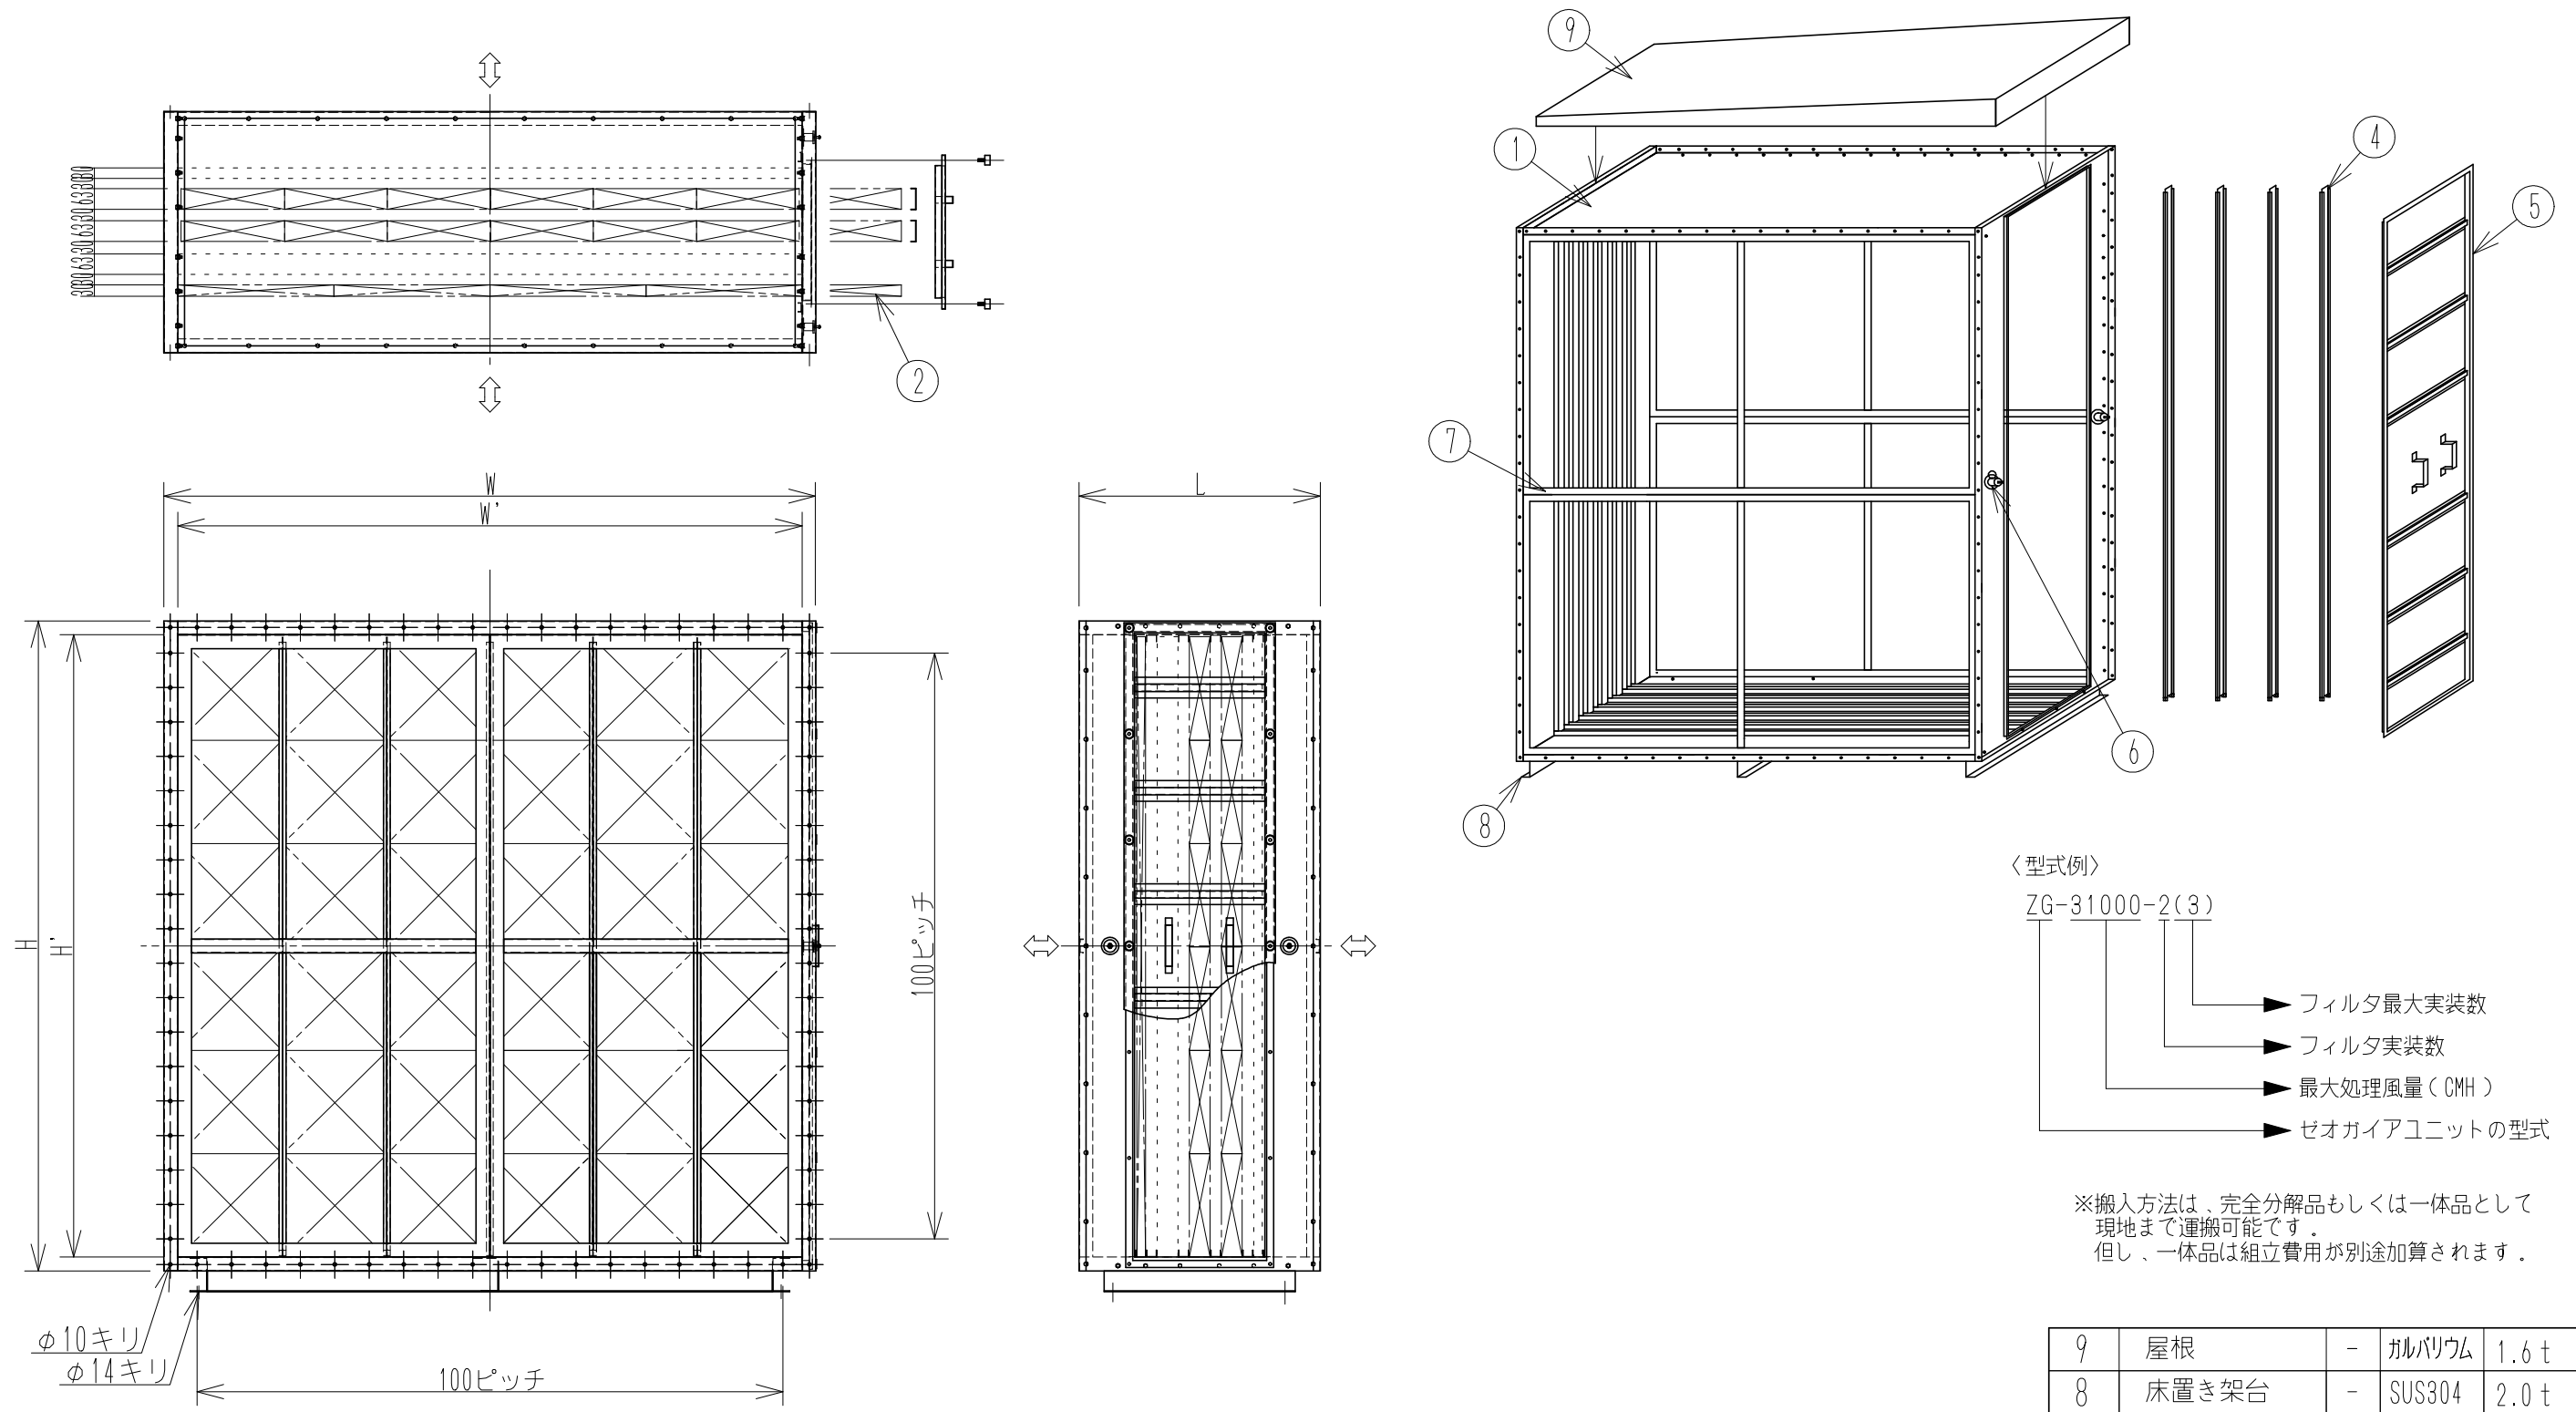 9
1
4
5
2
7
6
8
W
W'
L
H
H'
100ピッチ
φ10キリ
φ14キリ
100ピッチ
〈型式例〉
ZG-31000-2(3)
フィルタ最大実装数
フィルタ実装数
最大処理風量(CMH)
ゼオガイアユニットの型式
※搬入方法は、完全分解品もしくは一体品として
現地まで運搬可能です。
但し、一体品は組立費用が別途加算されます。
9 屋根 - ガルバリウム 1.6t
8 床置き架台 - SUS304 2.0t